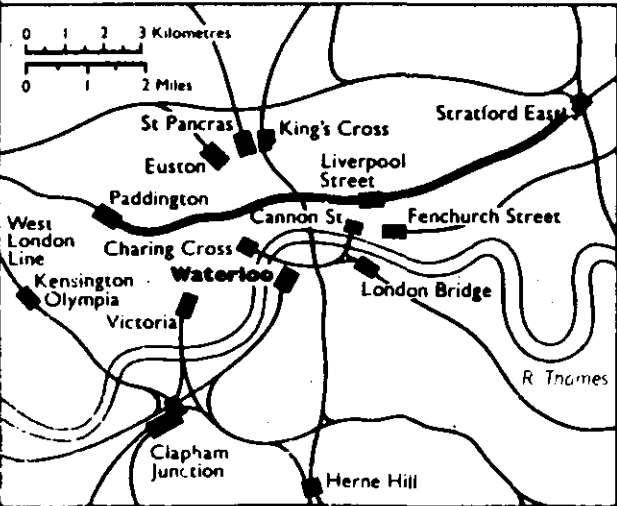 0 1 2 3 Kilometres
0 1 2 Miles
St Pancras
King's Cross
Stratford East
Euston
Liverpool
Street
Paddington
Cannon St
Fenchurch Street
West
London
Line
Charing Cross
Waterloo
Kensington
Olympia
London Bridge
Victoria
R Thames
Clapham
Junction
Herne Hill